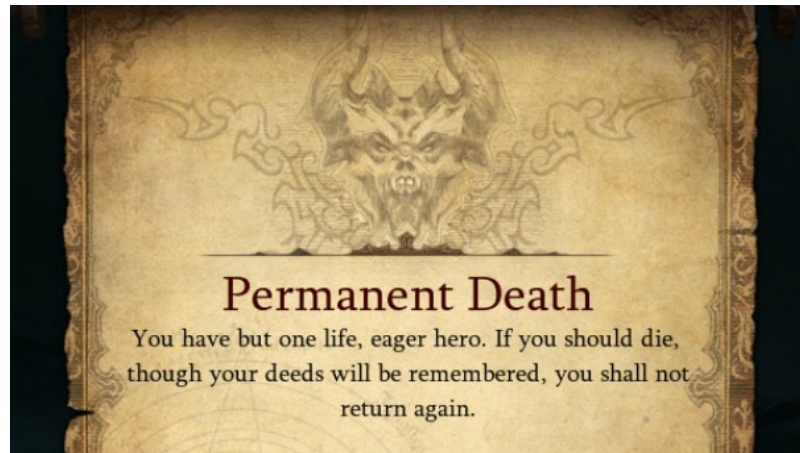 Permanent Death
You have but one life, eager hero. If you should die,
though your deeds will be remembered, you shall not
return again.